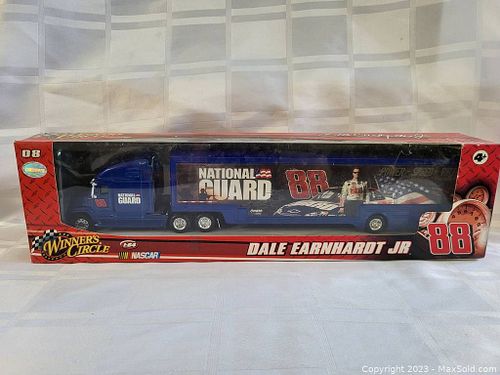 08
4+
NATIONAL
GUARD
88
NATIONAL
GUARD
WINNER'S
CIRCLE
1:64
NASCAR
DALE EARNHARDT JR
88
Copyright 2023 - MaxSold.com